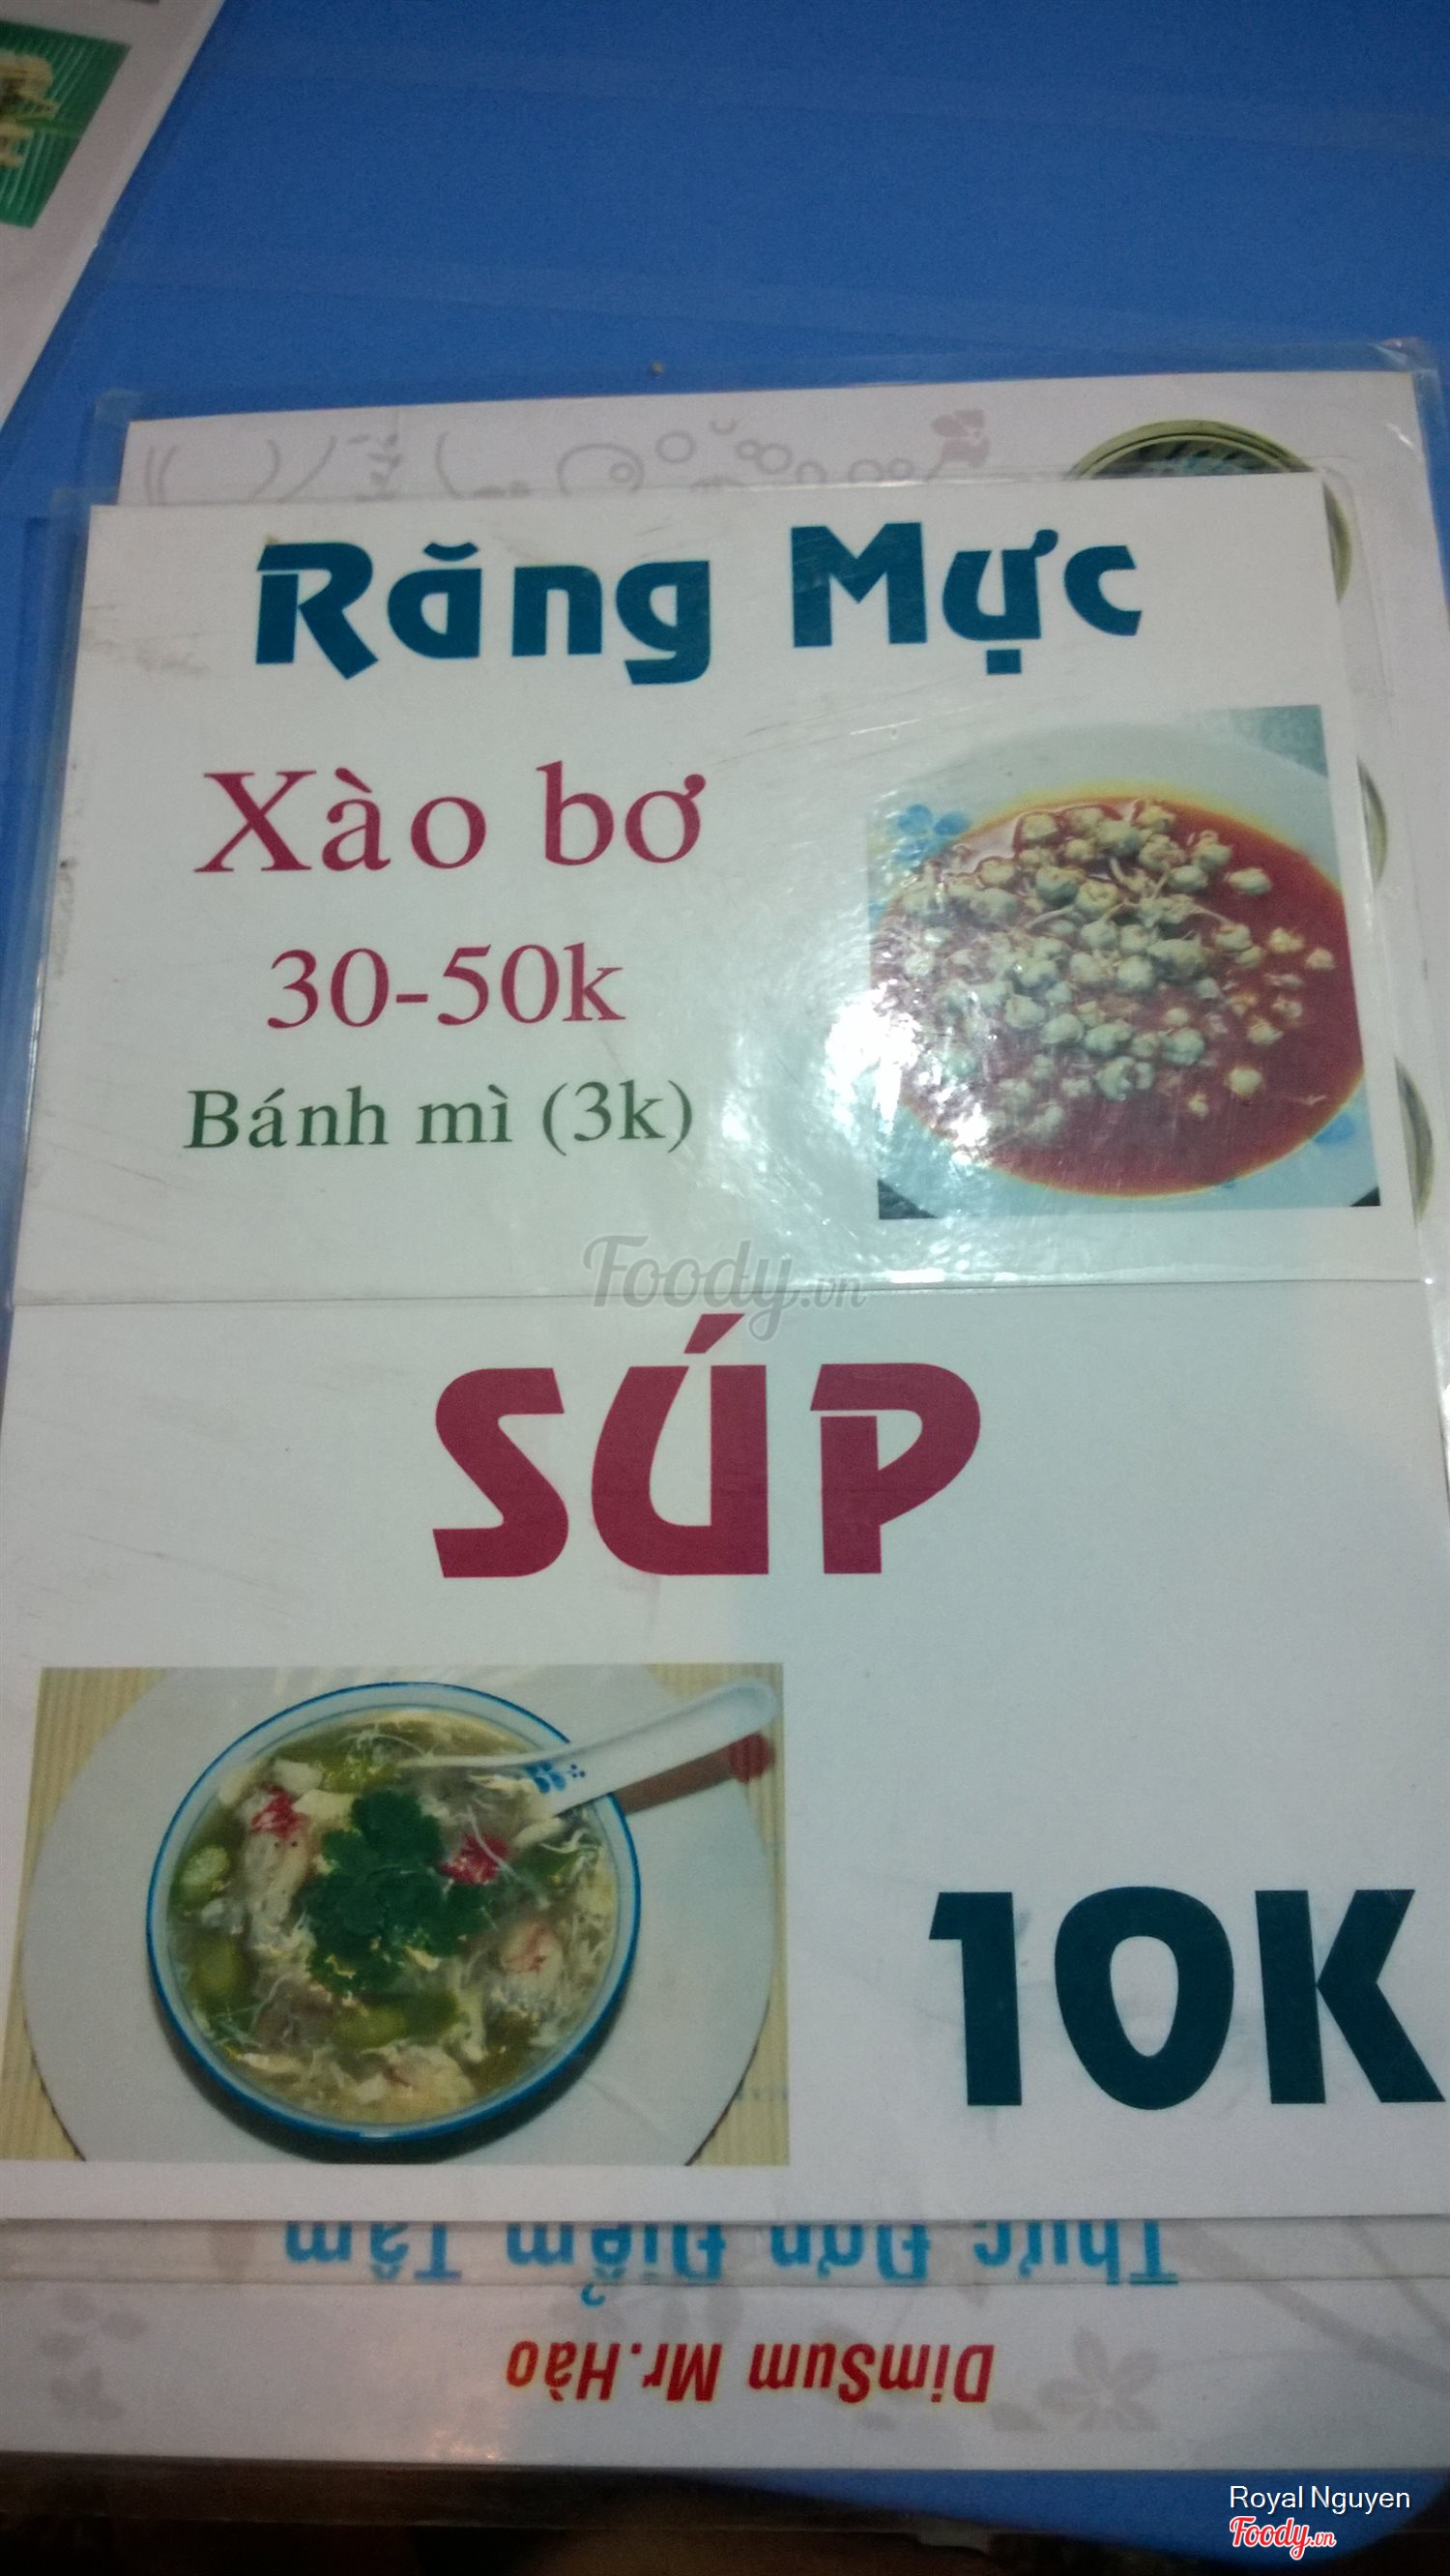 Răng Mực
Xào bơ
30-50k
Bánh mì (3k)
Foody.vn
SÚP
10K
Thực Đơn Điểm Tâm
DimSum Mr.Hào
Royal Nguyen
Foody.vn